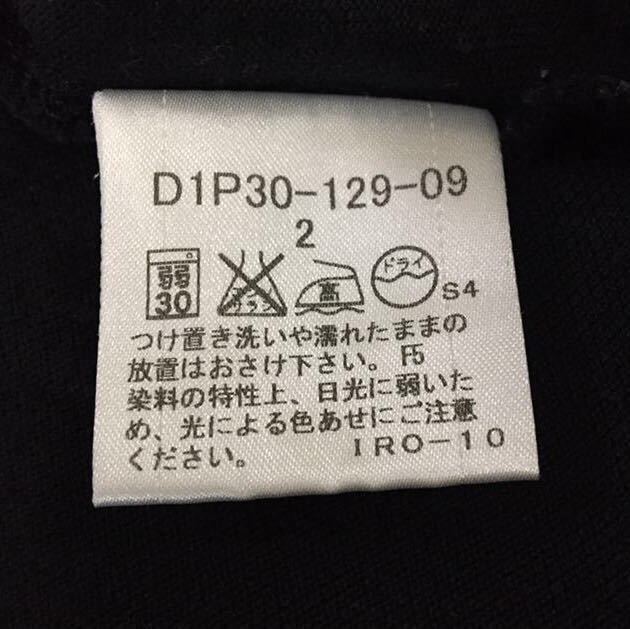 D1P30-129-09
2
弱 30 エンソ 高 ドライ S4
つけ置き洗いや濡れたままの
放置はおさけ下さい。 F5
染料の特性上、日光に弱いた
め、光による色あせにご注意
ください。 IRO-10